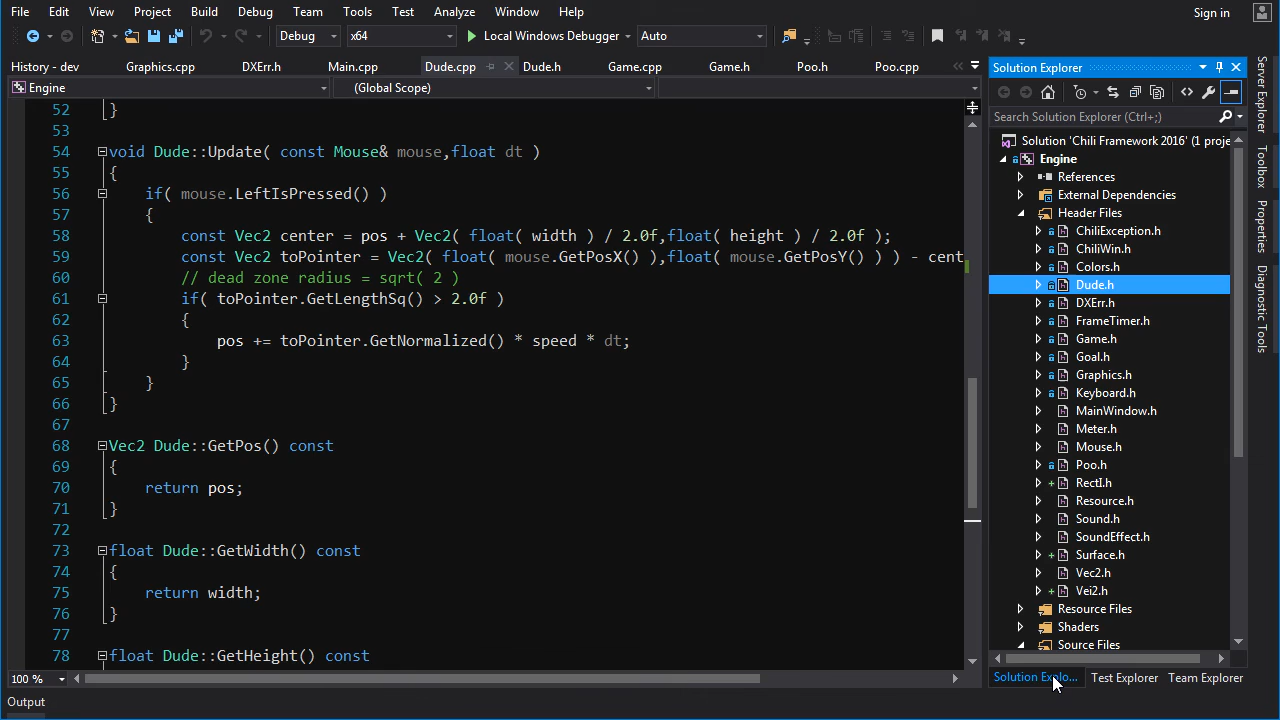 File Edit View Project Build Debug Team Tools Test Analyze Window Help Sign in
Debug x64 Local Windows Debugger Auto
History - dev Graphics.cpp DXErr.h Main.cpp Dude.cpp Dude.h Game.cpp Game.h Poo.h Poo.cpp
Engine (Global Scope)
52 }
53
54 void Dude::Update( const Mouse& mouse,float dt )
55 {
56 if( mouse.LeftIsPressed() )
57 {
58 const Vec2 center = pos + Vec2( float( width ) / 2.0f,float( height ) / 2.0f );
59 const Vec2 toPointer = Vec2( float( mouse.GetPosX() ),float( mouse.GetPosY() ) ) - cent
60 // dead zone radius = sqrt( 2 )
61 if( toPointer.GetLengthSq() > 2.0f )
62 {
63 pos += toPointer.GetNormalized() * speed * dt;
64 }
65 }
66 }
67
68 Vec2 Dude::GetPos() const
69 {
70 return pos;
71 }
72
73 float Dude::GetWidth() const
74 {
75 return width;
76 }
77
78 float Dude::GetHeight() const
100 %
Output
Solution Explorer
Search Solution Explorer (Ctrl+;)
Solution 'Chili Framework 2016' (1 proje
Engine
References
External Dependencies
Header Files
ChiliException.h
ChiliWin.h
Colors.h
Dude.h
DXErr.h
FrameTimer.h
Game.h
Goal.h
Graphics.h
Keyboard.h
MainWindow.h
Meter.h
Mouse.h
Poo.h
RectI.h
Resource.h
Sound.h
SoundEffect.h
Surface.h
Vec2.h
Vei2.h
Resource Files
Shaders
Source Files
Solution Explo... Test Explorer Team Explorer
Server Explorer
Toolbox
Properties
Diagnostic Tools